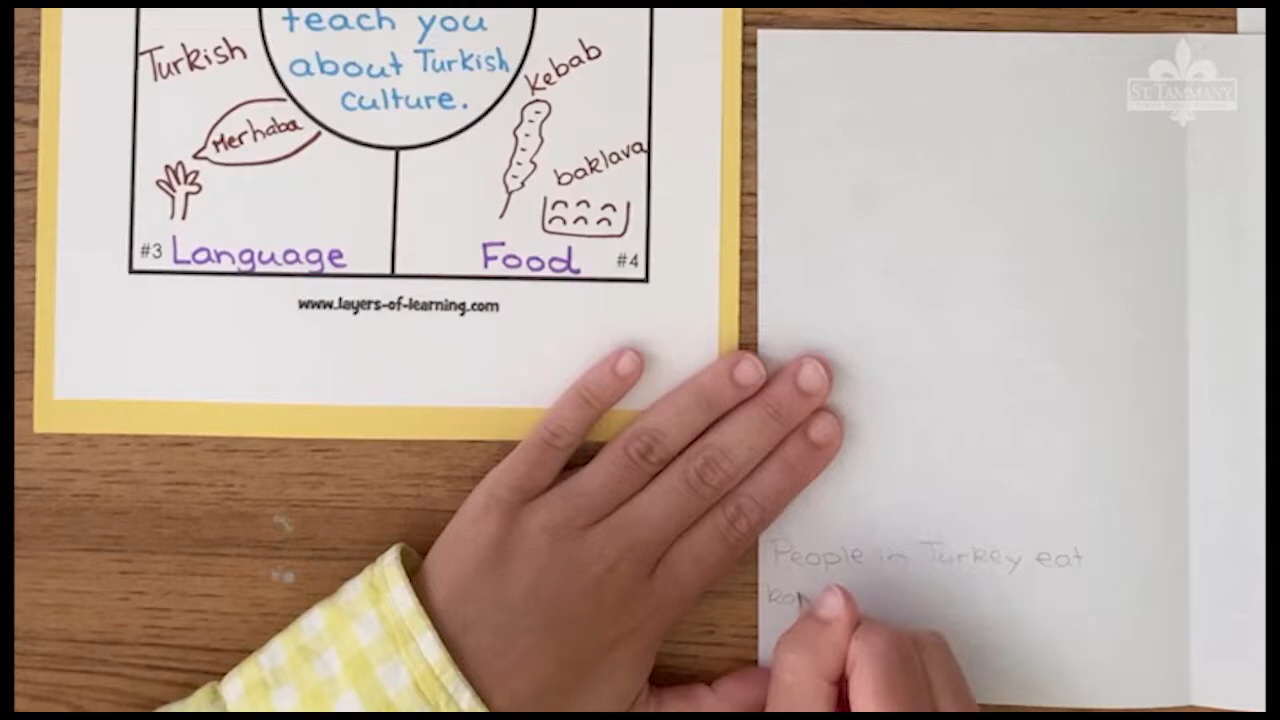 teach you
about Turkish
culture.
Turkish
Merhaba
#3 Language
Kebab
baklava
Food #4
www.layers-of-learning.com
ST. TAMMANY
People in Turkey eat